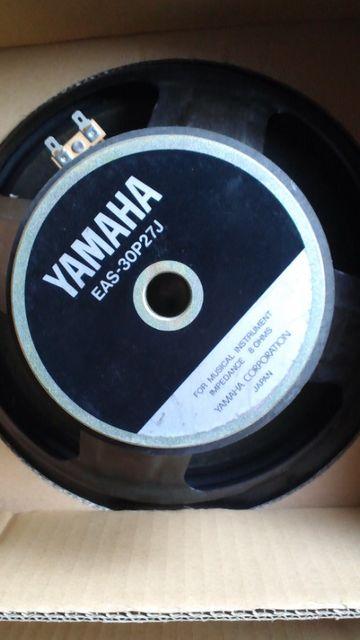 YAMAHA
EAS-30P27J
FOR MUSICAL INSTRUMENT
IMPEDANCE 8 OHMS
YAMAHA CORPORATION
JAPAN